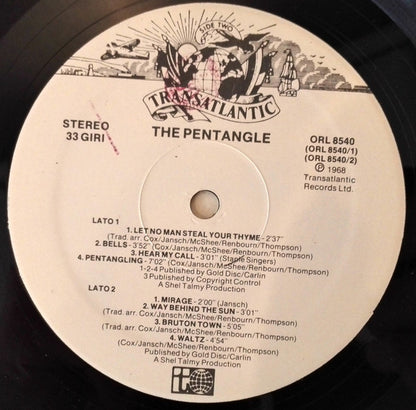 SIDE TWO
TRANSATLANTIC
THE PENTANGLE
STEREO
33 GIRI
ORL 8540
(ORL 8540/1)
(ORL 8540/2)
Ⓟ 1968
Transatlantic
Records Ltd.
LATO 1
1. LET NO MAN STEAL YOUR THYME - 2'37"
(Trad. arr. Cox/Jansch/McShee/Renbourn/Thompson)
2. BELLS - 3'52" (Cox/Jansch/McShee/Renbourn/Thompson)
3. HEAR MY CALL - 3'01" (Staple Singers)
4. PENTANGLING - 7'02" (Cox/Jansch/McShee/Renbourn/Thompson)
1-2-4 Published by Gold Disc/Carlin
3 Published by Copyright Control
A Shel Talmy Production
LATO 2
1. MIRAGE - 2'00" (Jansch)
2. WAY BEHIND THE SUN - 3'01"
(Trad. arr. Cox/Jansch/McShee/Renbourn/Thompson)
3. BRUTON TOWN - 5'05"
(Trad. arr. Cox/Jansch/McShee/Renbourn/Thompson)
4. WALTZ - 4'54"
(Cox/Jansch/McShee/Renbourn/Thompson)
Published by Gold Disc/Carlin
A Shel Talmy Production